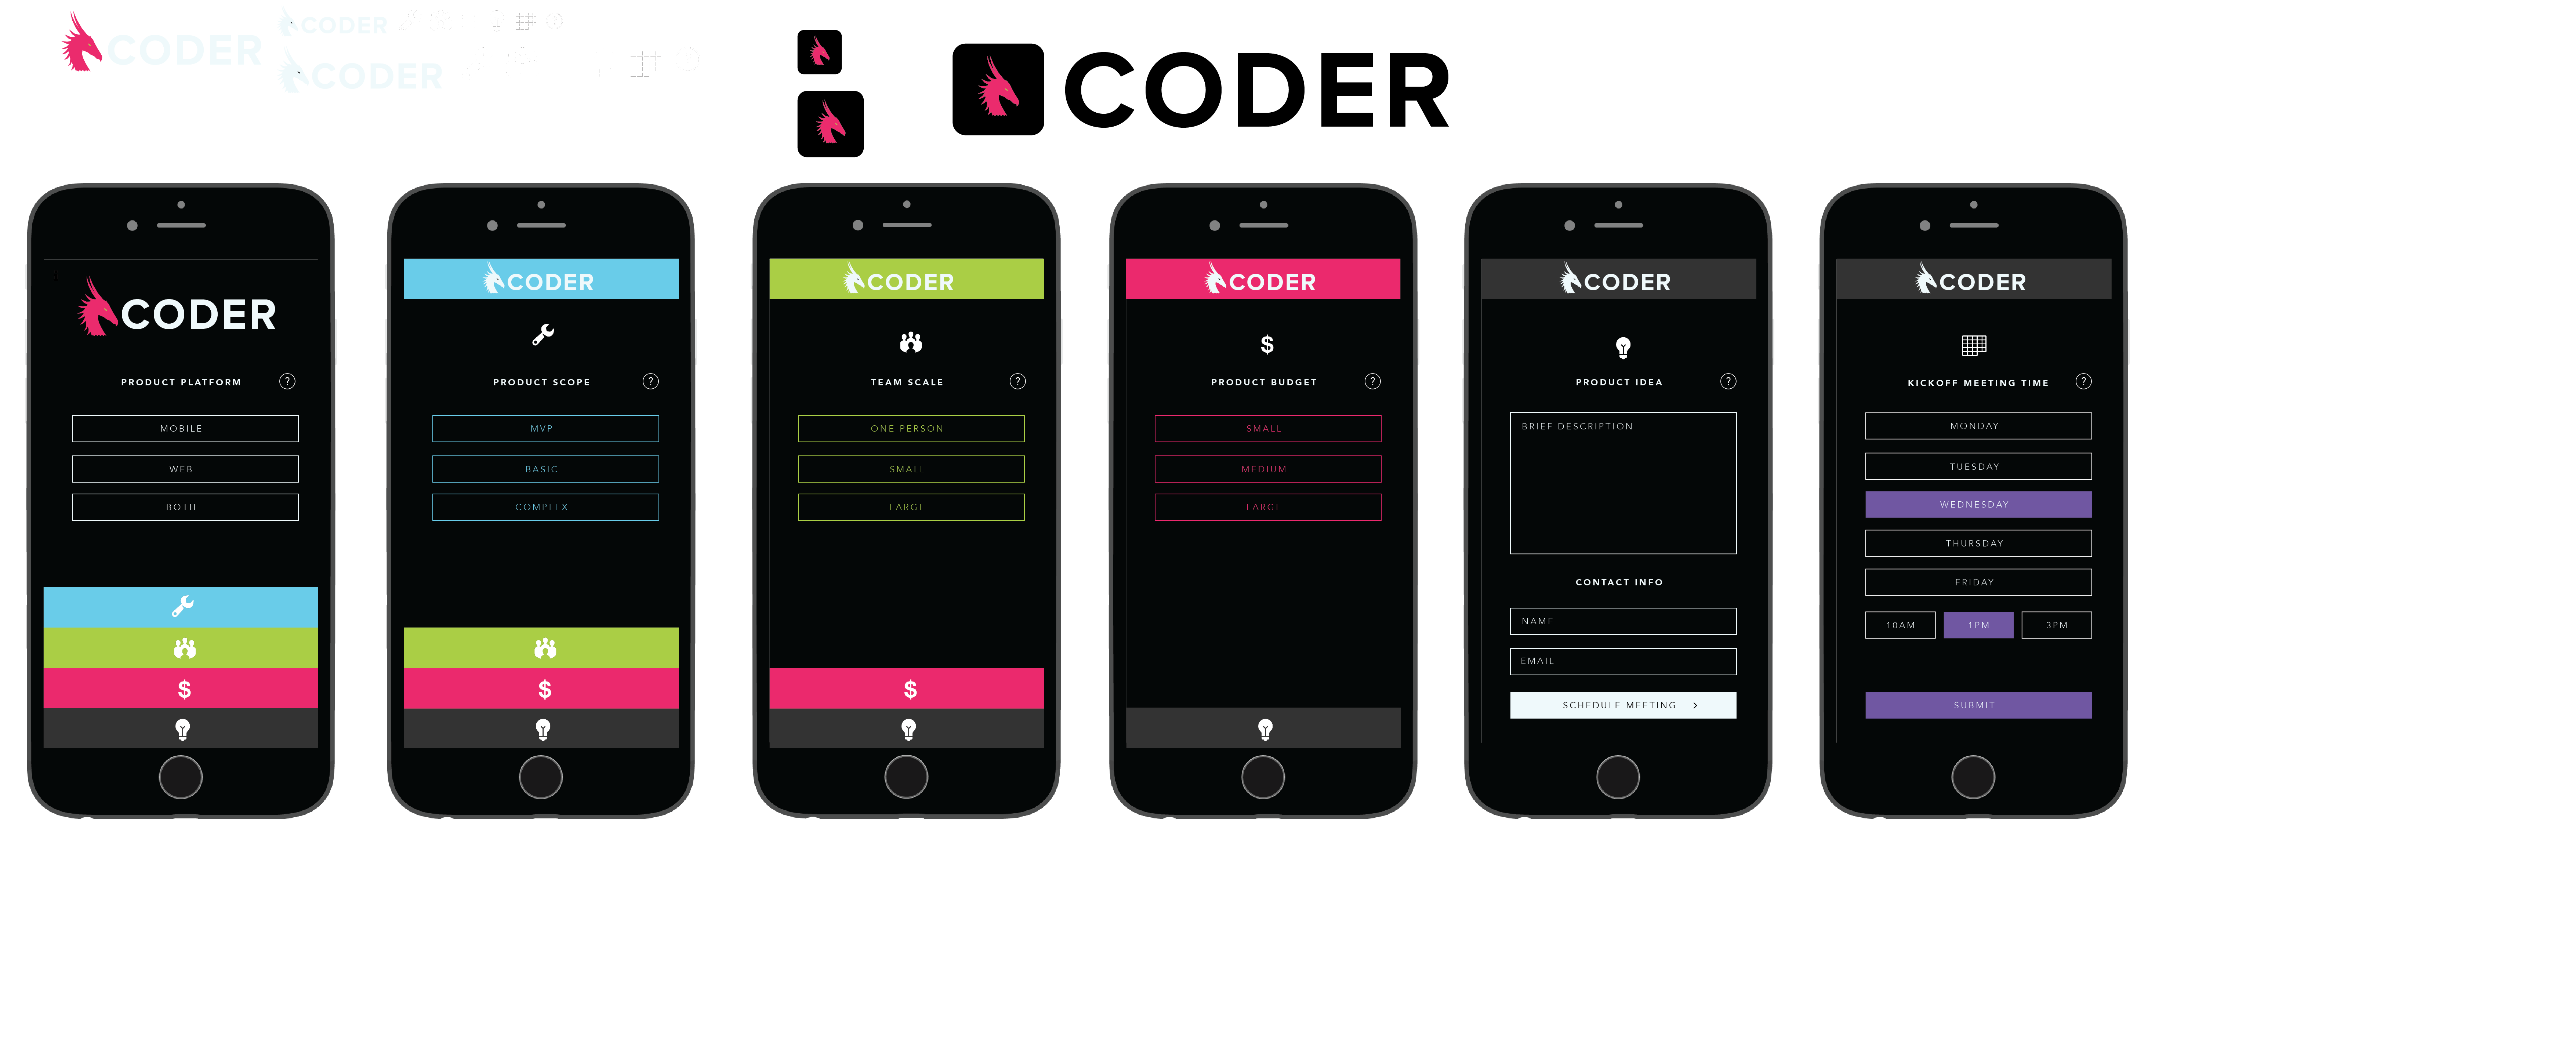 CODER
CODER
CODER
CODER
CODER
PRODUCT PLATFORM ?
MOBILE
WEB
BOTH
$
CODER
PRODUCT SCOPE ?
MVP
BASIC
COMPLEX
$
CODER
TEAM SCALE ?
ONE PERSON
SMALL
LARGE
$
CODER
$
PRODUCT BUDGET ?
SMALL
MEDIUM
LARGE
CODER
PRODUCT IDEA ?
BRIEF DESCRIPTION
CONTACT INFO
NAME
EMAIL
SCHEDULE MEETING >
CODER
KICKOFF MEETING TIME ?
MONDAY
TUESDAY
WEDNESDAY
THURSDAY
FRIDAY
10AM 1PM 3PM
SUBMIT